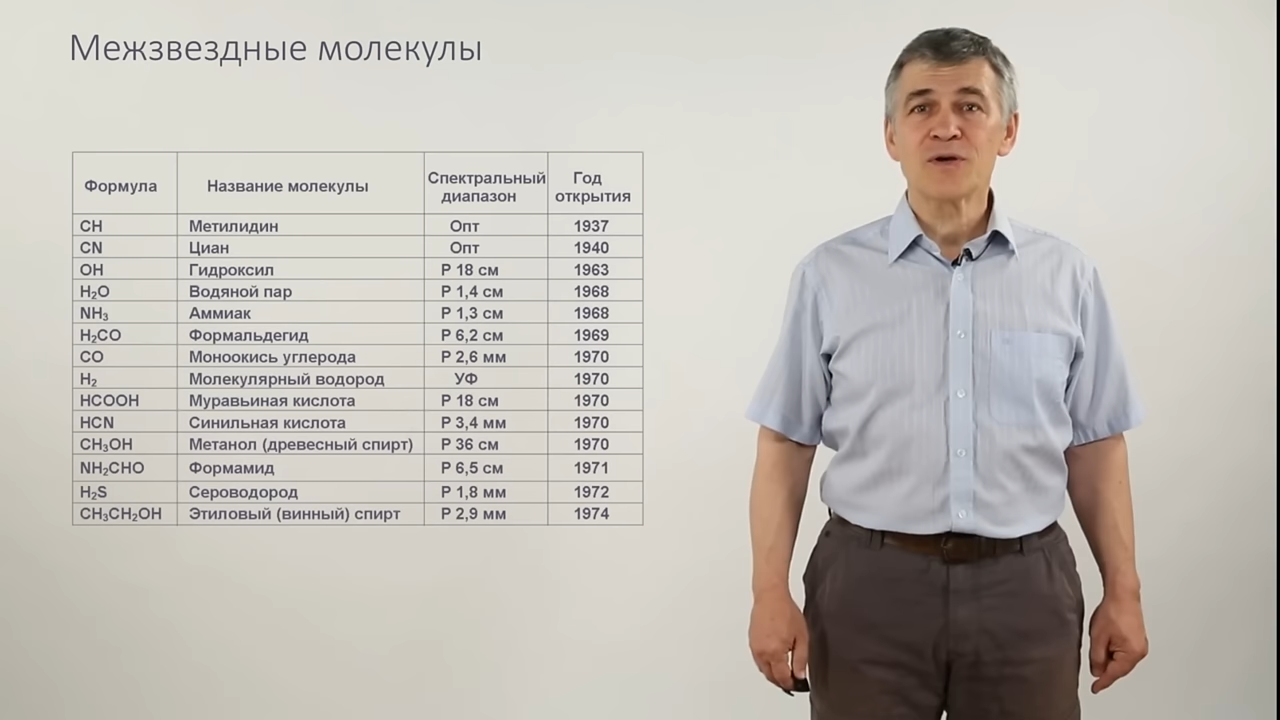 Межзвездные молекулы
Формула Название молекулы Спектральный диапазон Год открытия
CH Метилидин Опт 1937
CN Циан Опт 1940
OH Гидроксил Р 18 см 1963
H₂O Водяной пар Р 1,4 см 1968
NH₃ Аммиак Р 1,3 см 1968
H₂CO Формальдегид Р 6,2 см 1969
CO Моноокись углерода Р 2,6 мм 1970
H₂ Молекулярный водород УФ 1970
HCOOH Муравьиная кислота Р 18 см 1970
HCN Синильная кислота Р 3,4 мм 1970
CH₃OH Метанол (древесный спирт) Р 36 см 1970
NH₂CHO Формамид Р 6,5 см 1971
H₂S Сероводород Р 1,8 мм 1972
CH₃CH₂OH Этиловый (винный) спирт Р 2,9 мм 1974